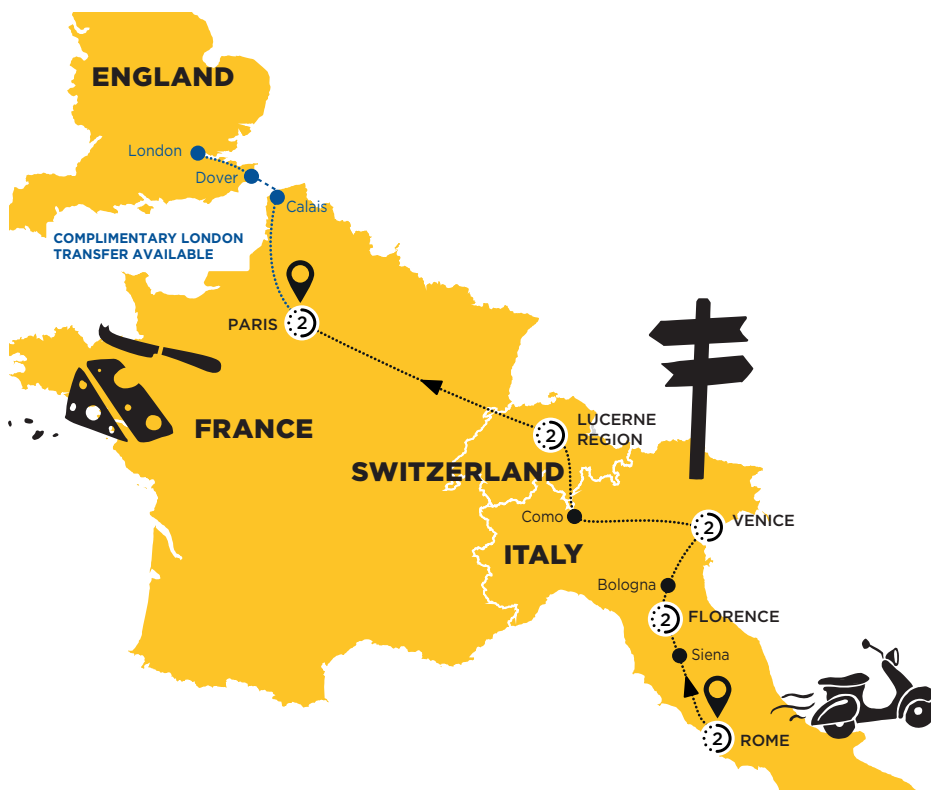 ENGLAND
London
Dover
Calais
COMPLIMENTARY LONDON
TRANSFER AVAILABLE
PARIS
2
FRANCE
2
LUCERNE
REGION
SWITZERLAND
Como
2
VENICE
ITALY
Bologna
2
FLORENCE
Siena
2
ROME